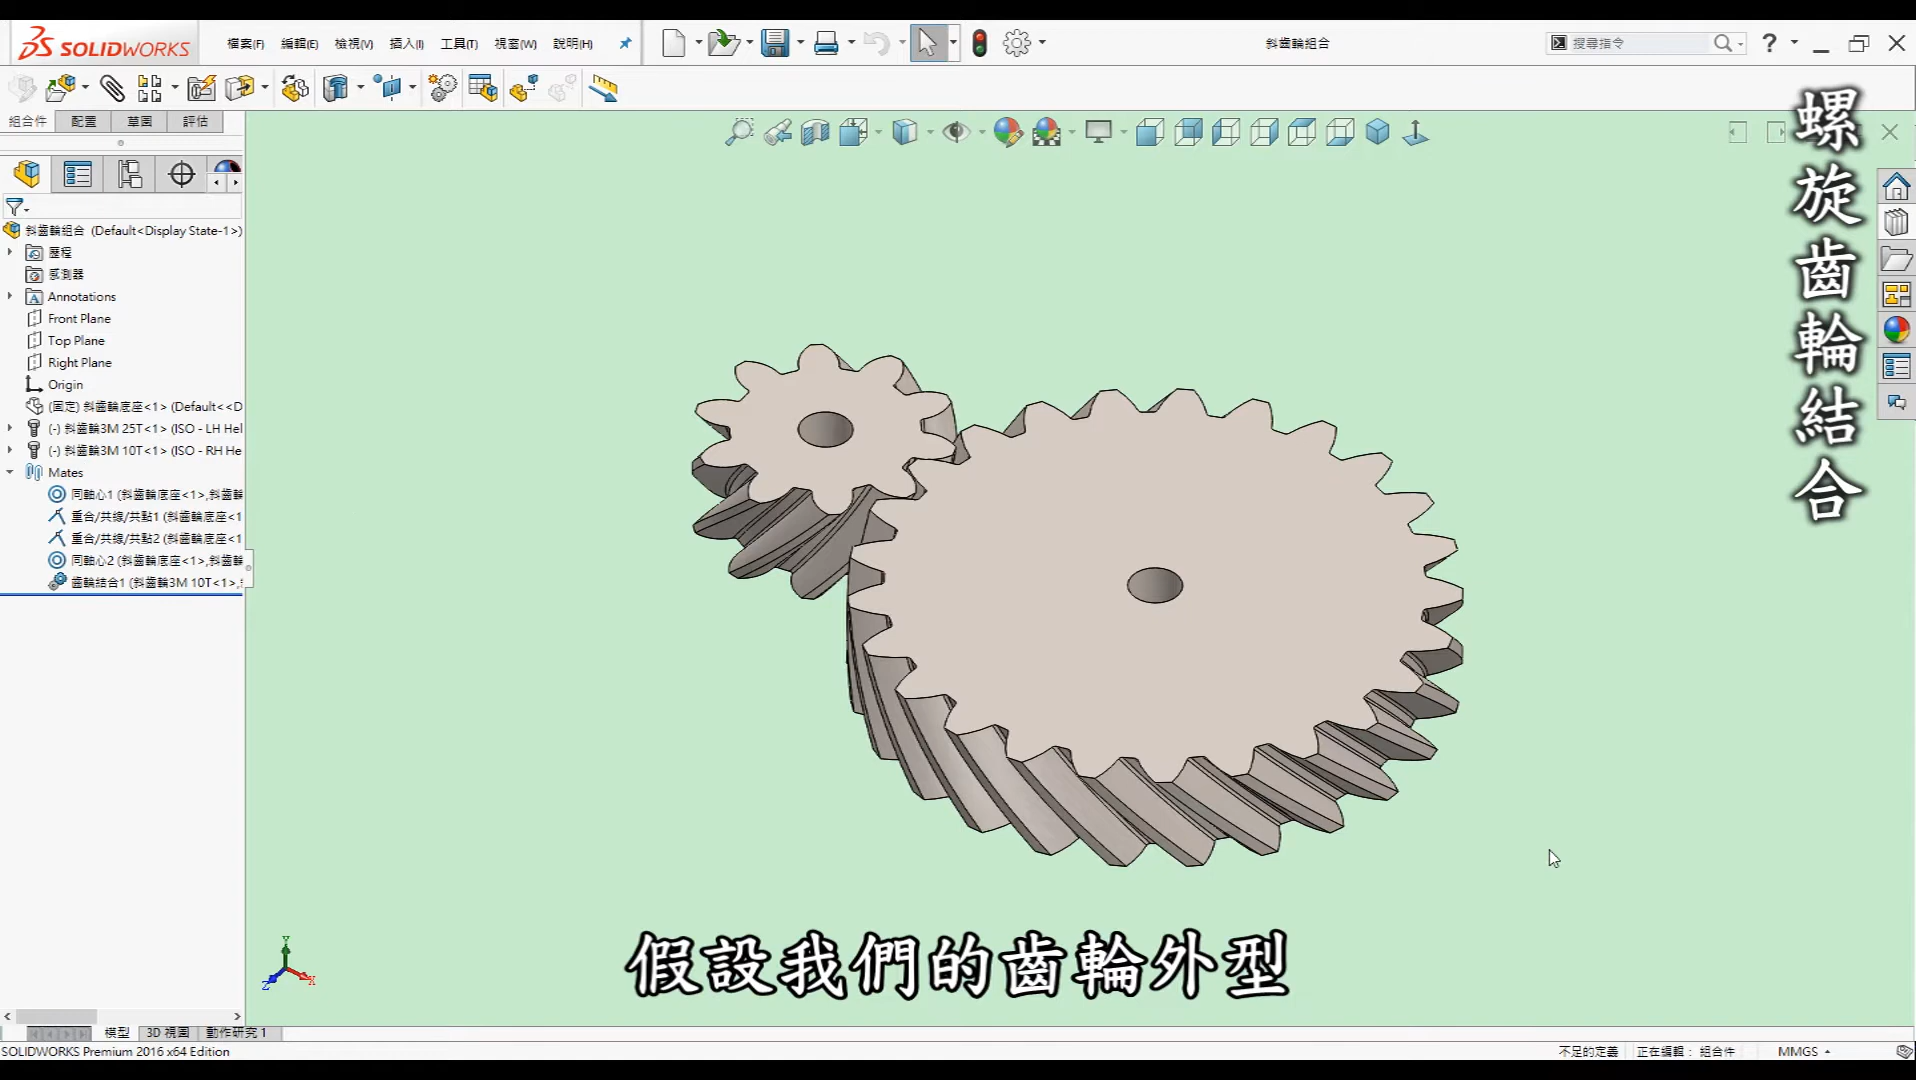 SOLIDWORKS 檔案(F) 編輯(E) 檢視(V) 插入(I) 工具(T) 視窗(W) 說明(H) 斜齒輪組合 搜尋指令 ?
組合件 配置 草圖 評估
斜齒輪組合 (Default<Display State-1>)
歷程
感測器
Annotations
Front Plane
Top Plane
Right Plane
Origin
(固定) 斜齒輪底座<1> (Default<<D
(-) 斜齒輪3M 25T<1> (ISO - LH Hel
(-) 斜齒輪3M 10T<1> (ISO - RH He
Mates
同軸心1 (斜齒輪底座<1>,斜齒輪
重合/共線/共點1 (斜齒輪底座<1
重合/共線/共點2 (斜齒輪底座<1
同軸心2 (斜齒輪底座<1>,斜齒輪
齒輪結合1 (斜齒輪3M 10T<1>,
螺旋齒輪結合
假設我們的齒輪外型
Y
Z
X
模型 3D 視圖 動作研究 1
SOLIDWORKS Premium 2016 x64 Edition 不足的定義 正在編輯: 組合件 MMGS